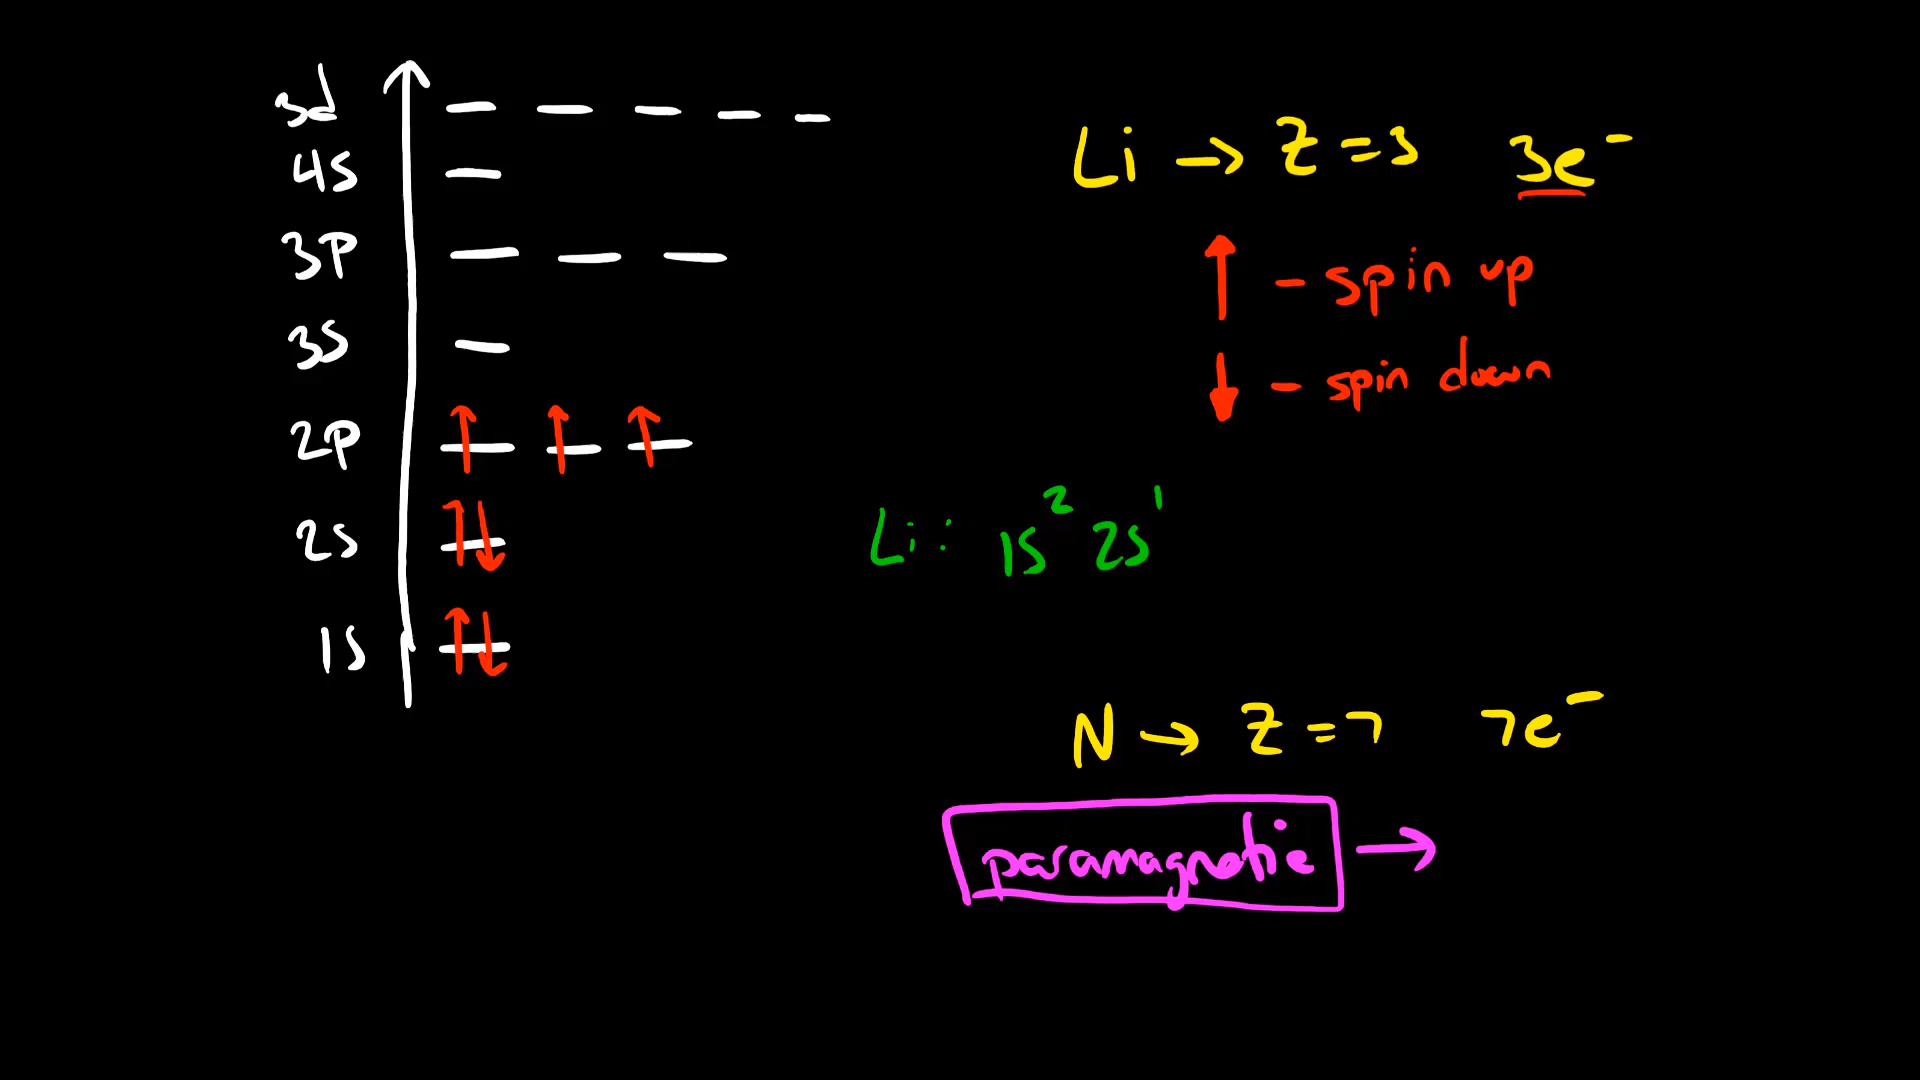 3d
4s
3p
3s
2p
2s
1s
Li → Z = 3 3e⁻
↑ - spin up
↓ - spin down
Li: 1s² 2s¹
N → Z = 7 7e⁻
paramagnetic →